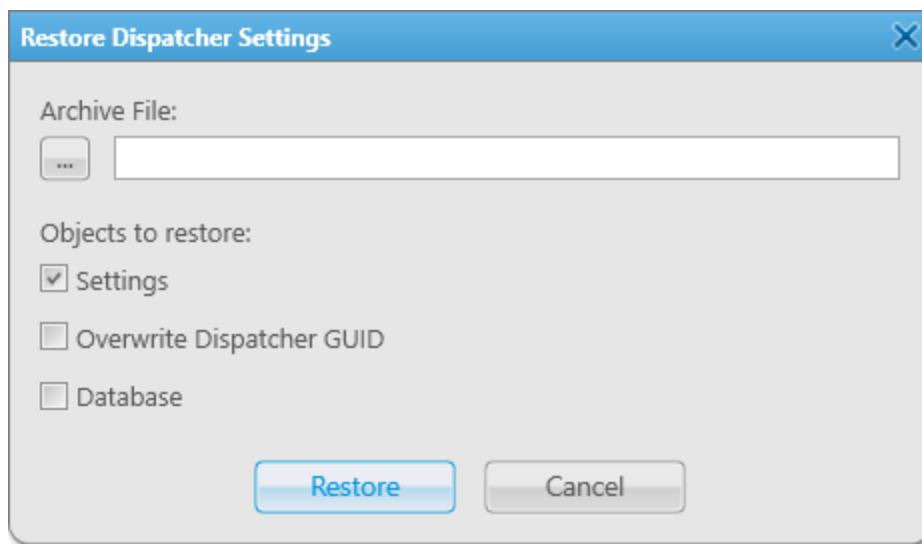 Restore Dispatcher Settings
Archive File:
...
Objects to restore:
Settings
Overwrite Dispatcher GUID
Database
Restore Cancel